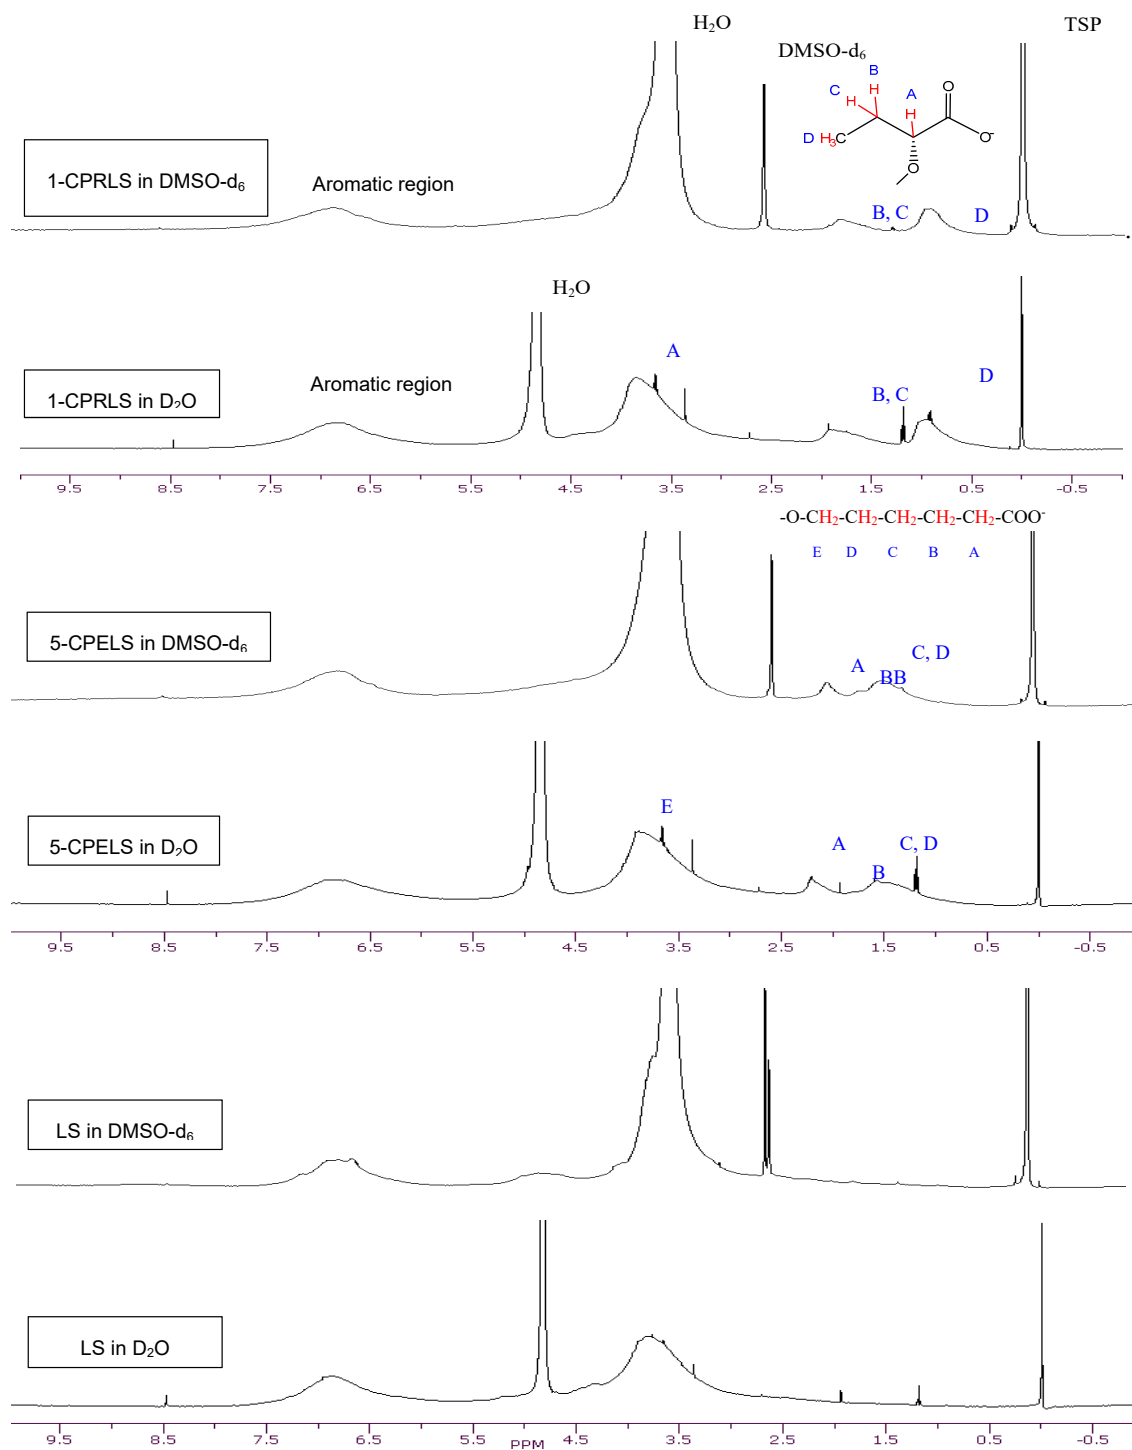 H₂O
TSP
DMSO-d₆
B
C
H
A
O
H
H
D H₃C
O⁻
O
1-CPRLS in DMSO-d₆
Aromatic region
B, C
D
H₂O
A
D
Aromatic region
B, C
1-CPRLS in D₂O
9.5 8.5 7.5 6.5 5.5 4.5 3.5 2.5 1.5 0.5 -0.5
-O-CH₂-CH₂-CH₂-CH₂-CH₂-COO⁻
E D C B A
5-CPELS in DMSO-d₆
C, D
A
BB
E
5-CPELS in D₂O
A
C, D
B
9.5 8.5 7.5 6.5 5.5 4.5 3.5 2.5 1.5 0.5 -0.5
LS in DMSO-d₆
LS in D₂O
9.5 8.5 7.5 6.5 5.5 4.5 3.5 2.5 1.5 0.5 -0.5
PPM